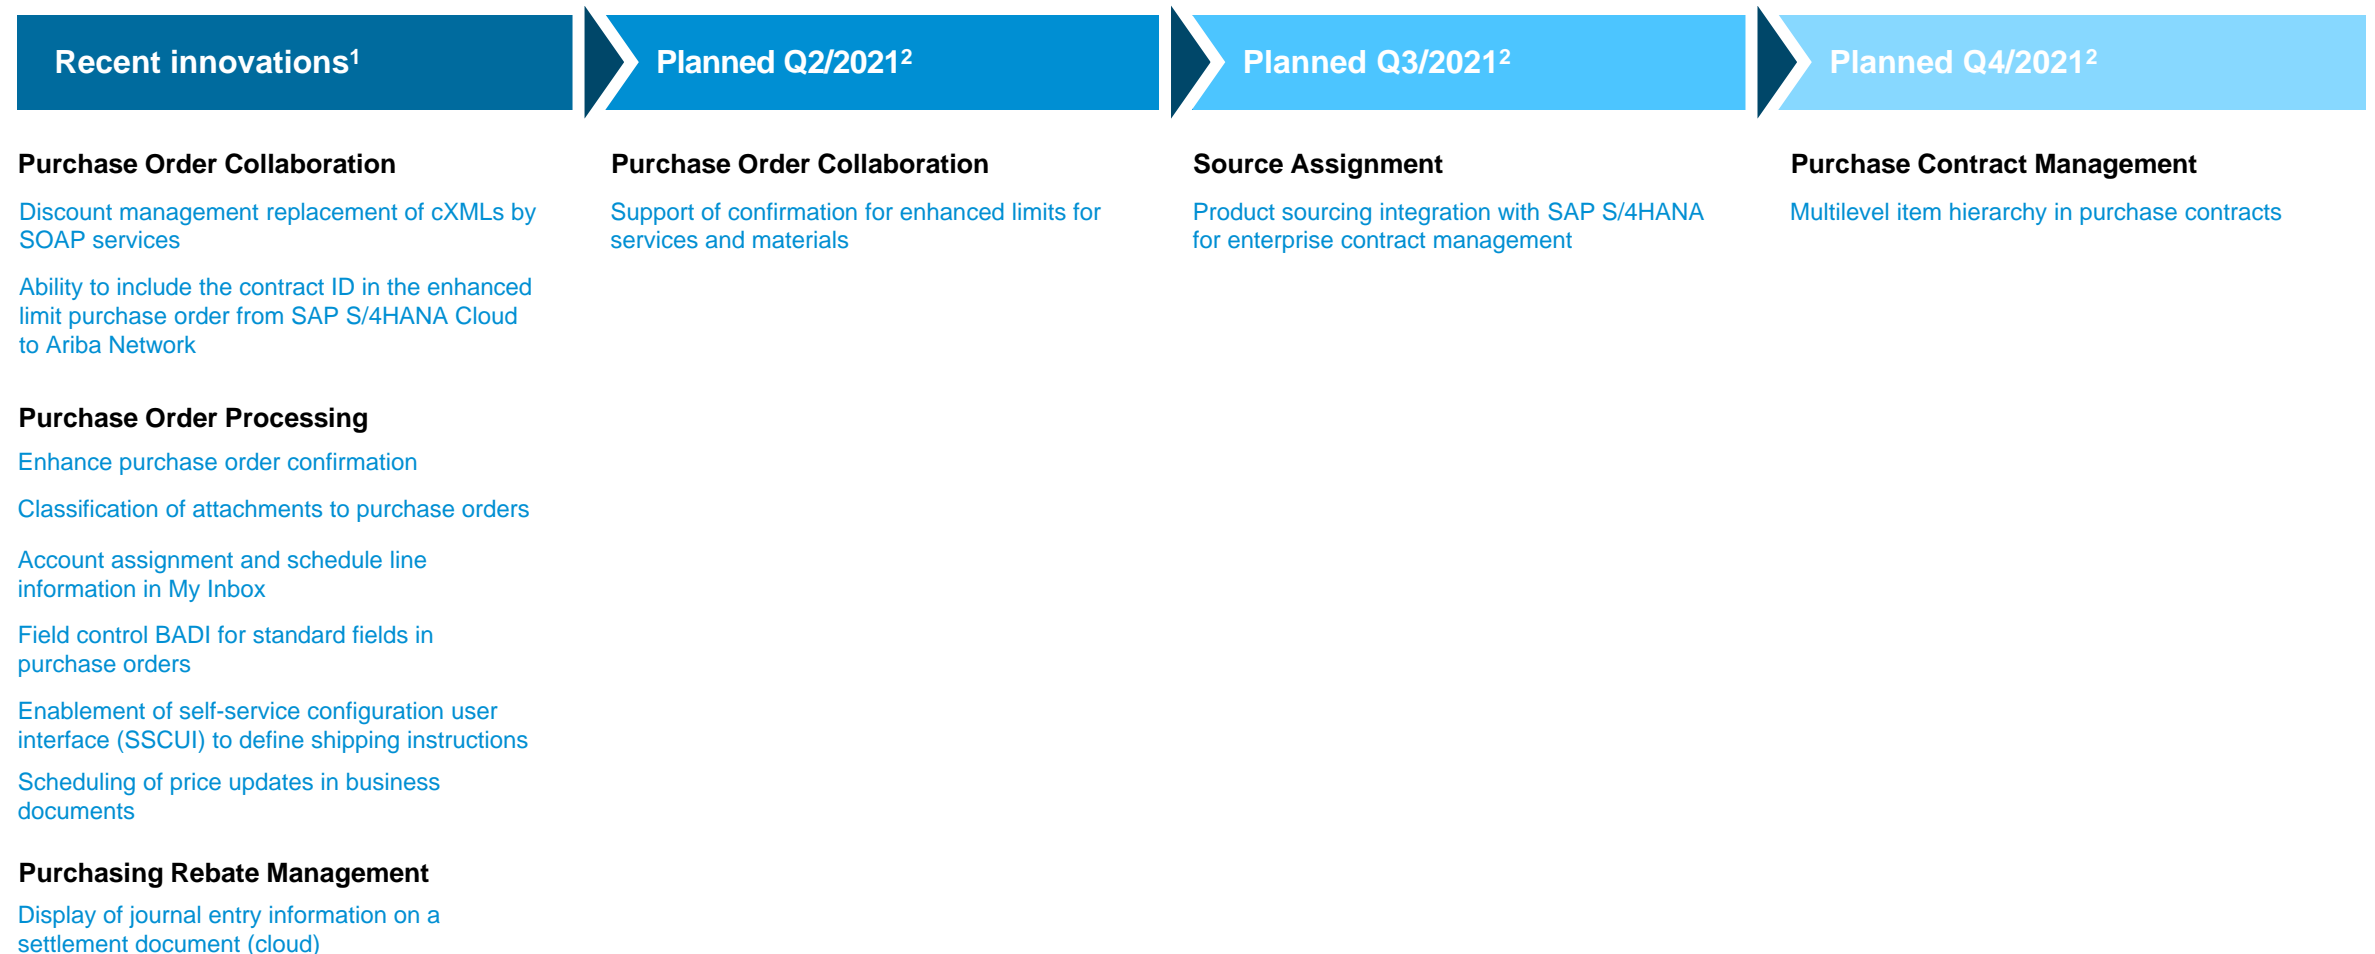 Recent innovations¹
Planned Q2/2021²
Planned Q3/2021²
Planned Q4/2021²
Purchase Order Collaboration
Discount management replacement of cXMLs by
SOAP services
Ability to include the contract ID in the enhanced
limit purchase order from SAP S/4HANA Cloud
to Ariba Network
Purchase Order Processing
Enhance purchase order confirmation
Classification of attachments to purchase orders
Account assignment and schedule line
information in My Inbox
Field control BADI for standard fields in
purchase orders
Enablement of self-service configuration user
interface (SSCUI) to define shipping instructions
Scheduling of price updates in business
documents
Purchasing Rebate Management
Display of journal entry information on a
settlement document (cloud)
Purchase Order Collaboration
Support of confirmation for enhanced limits for
services and materials
Source Assignment
Product sourcing integration with SAP S/4HANA
for enterprise contract management
Purchase Contract Management
Multilevel item hierarchy in purchase contracts